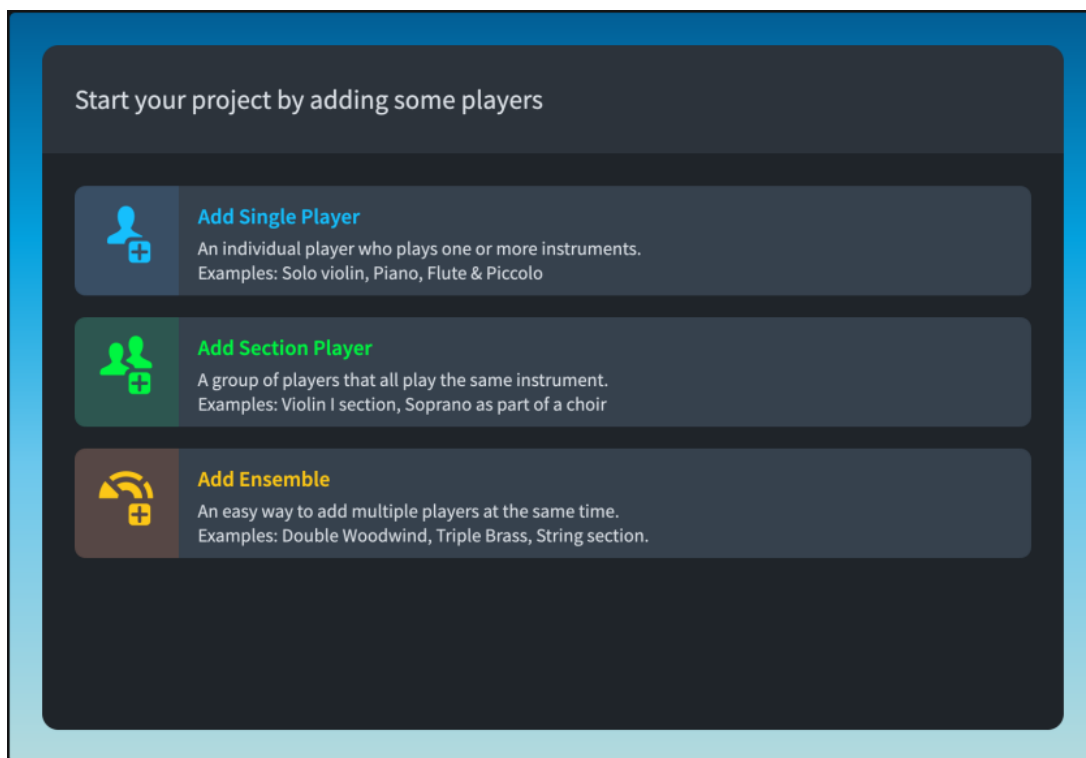 Start your project by adding some players
Add Single Player
An individual player who plays one or more instruments.
Examples: Solo violin, Piano, Flute & Piccolo
Add Section Player
A group of players that all play the same instrument.
Examples: Violin I section, Soprano as part of a choir
Add Ensemble
An easy way to add multiple players at the same time.
Examples: Double Woodwind, Triple Brass, String section.